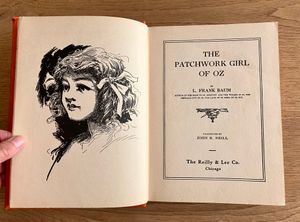 THE
PATCHWORK GIRL
OF OZ
BY
L. FRANK BAUM
ILLUSTRATED BY
JOHN R. NEILL
The Reilly & Lee Co.
Chicago